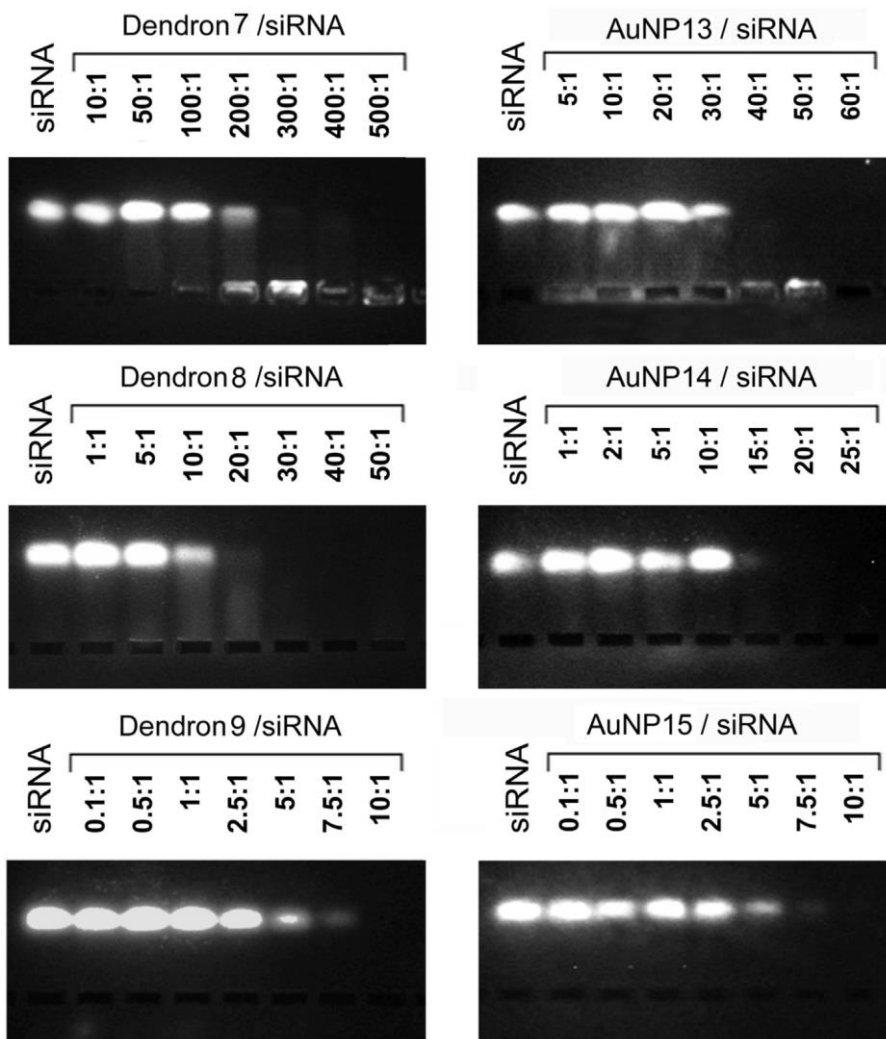 Dendron 7 /siRNA
siRNA 10:1 50:1 100:1 200:1 300:1 400:1 500:1
AuNP13 / siRNA
siRNA 5:1 10:1 20:1 30:1 40:1 50:1 60:1
Dendron 8 /siRNA
siRNA 1:1 5:1 10:1 20:1 30:1 40:1 50:1
AuNP14 / siRNA
siRNA 1:1 2:1 5:1 10:1 15:1 20:1 25:1
Dendron 9 /siRNA
siRNA 0.1:1 0.5:1 1:1 2.5:1 5:1 7.5:1 10:1
AuNP15 / siRNA
siRNA 0.1:1 0.5:1 1:1 2.5:1 5:1 7.5:1 10:1